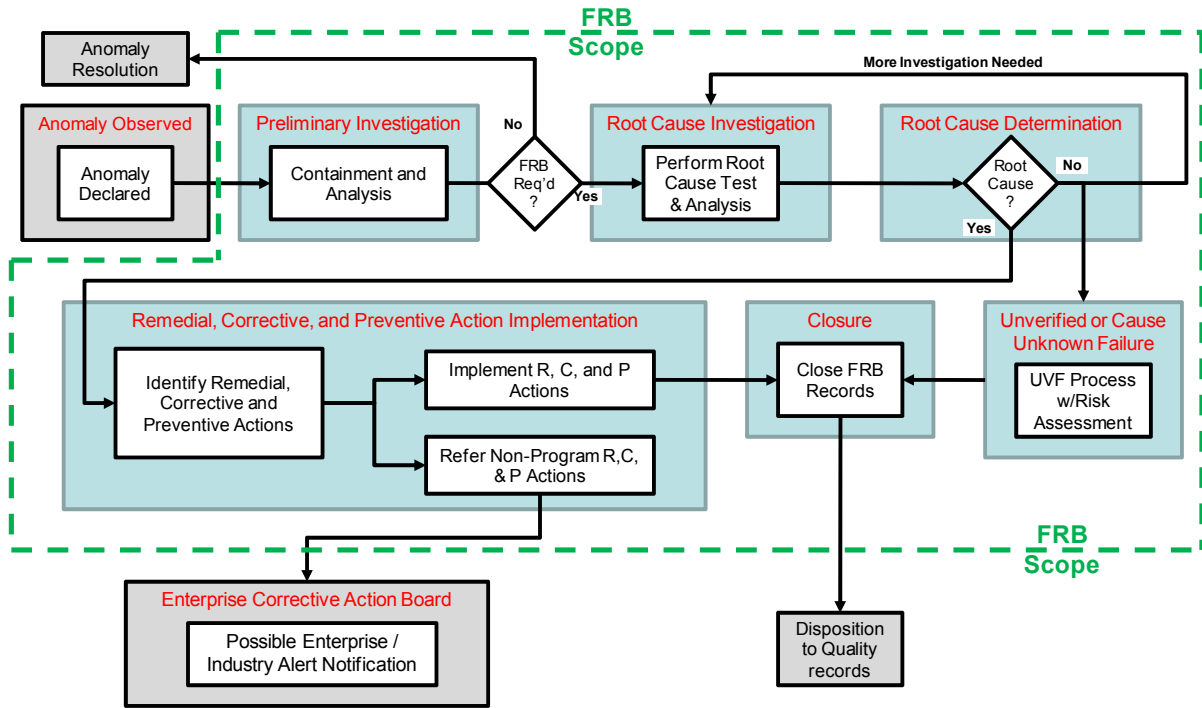 FRB
Scope
Anomaly
Resolution
More Investigation Needed
Anomaly Observed
Anomaly
Declared
Preliminary Investigation
Containment and
Analysis
No
FRB
Req'd
?
Yes
Root Cause Investigation
Perform Root
Cause Test
& Analysis
Root Cause Determination
Root
Cause
?
No
Yes
Remedial, Corrective, and Preventive Action Implementation
Identify Remedial,
Corrective and
Preventive Actions
Implement R, C, and P
Actions
Refer Non-Program R,C,
& P Actions
Closure
Close FRB
Records
Unverified or Cause
Unknown Failure
UVF Process
w/Risk
Assessment
FRB
Scope
Enterprise Corrective Action Board
Possible Enterprise /
Industry Alert Notification
Disposition
to Quality
records